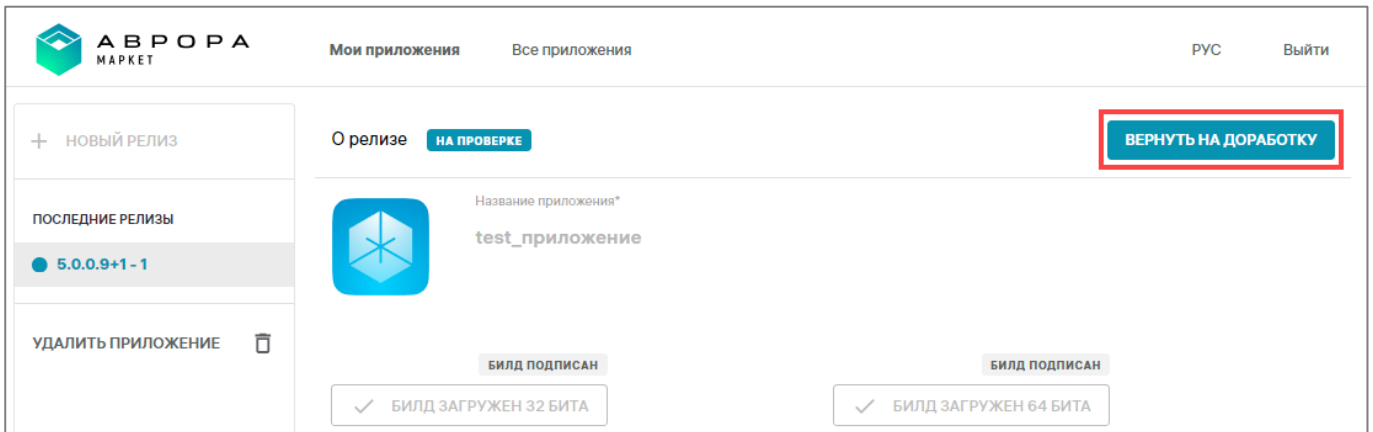 АВРОРА
МАРКЕТ
Мои приложения
Все приложения
РУС
Выйти
НОВЫЙ РЕЛИЗ
ПОСЛЕДНИЕ РЕЛИЗЫ
5.0.0.9+1 - 1
УДАЛИТЬ ПРИЛОЖЕНИЕ
О релизе
НА ПРОВЕРКЕ
ВЕРНУТЬ НА ДОРАБОТКУ
Название приложения*
test_приложение
БИЛД ПОДПИСАН
БИЛД ЗАГРУЖЕН 32 БИТА
БИЛД ПОДПИСАН
БИЛД ЗАГРУЖЕН 64 БИТА